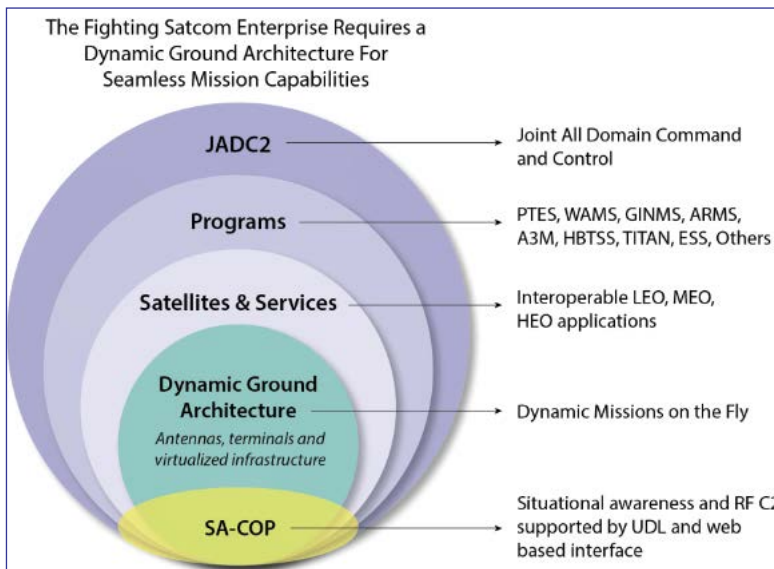 The Fighting Satcom Enterprise Requires a
Dynamic Ground Architecture For
Seamless Mission Capabilities
JADC2
Joint All Domain Command
and Control
Programs
PTES, WAMS, GINMS, ARMS,
A3M, HBTSS, TITAN, ESS, Others
Satellites & Services
Interoperable LEO, MEO,
HEO applications
Dynamic Ground
Architecture
Antennas, terminals and
virtualized infrastructure
Dynamic Missions on the Fly
SA-COP
Situational awareness and RF C2
supported by UDL and web
based interface